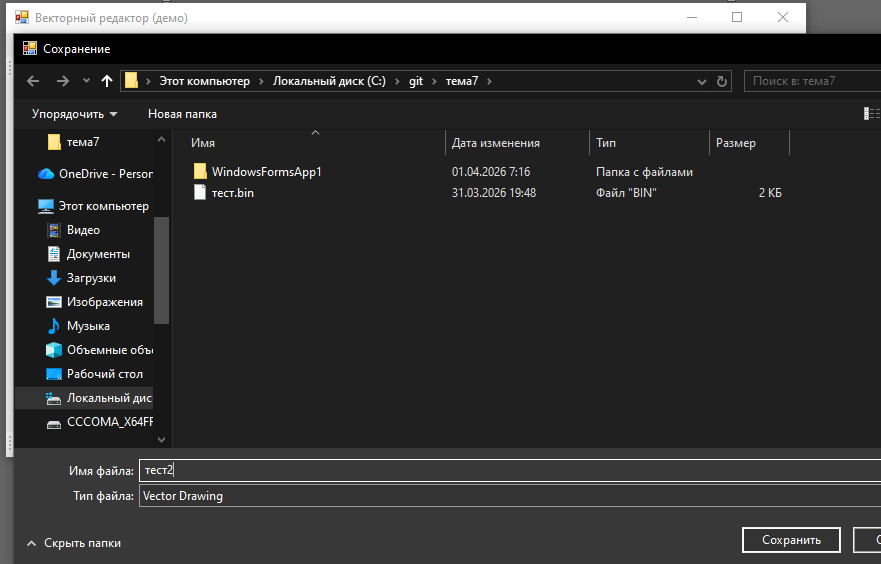 Векторный редактор (демо)
Сохранение
Этот компьютер › Локальный диск (C:) › git › тема7 ›
Поиск в: тема7
Упорядочить
Новая папка
Имя
Дата изменения
Тип
Размер
тема7
OneDrive - Person
Этот компьютер
Видео
Документы
Загрузки
Изображения
Музыка
Объемные объе
Рабочий стол
Локальный дис
CCCOMA_X64FF
WindowsFormsApp1 01.04.2026 7:16 Папка с файлами
тест.bin 31.03.2026 19:48 Файл "BIN" 2 КБ
Имя файла: тест2
Тип файла: Vector Drawing
Скрыть папки
Сохранить